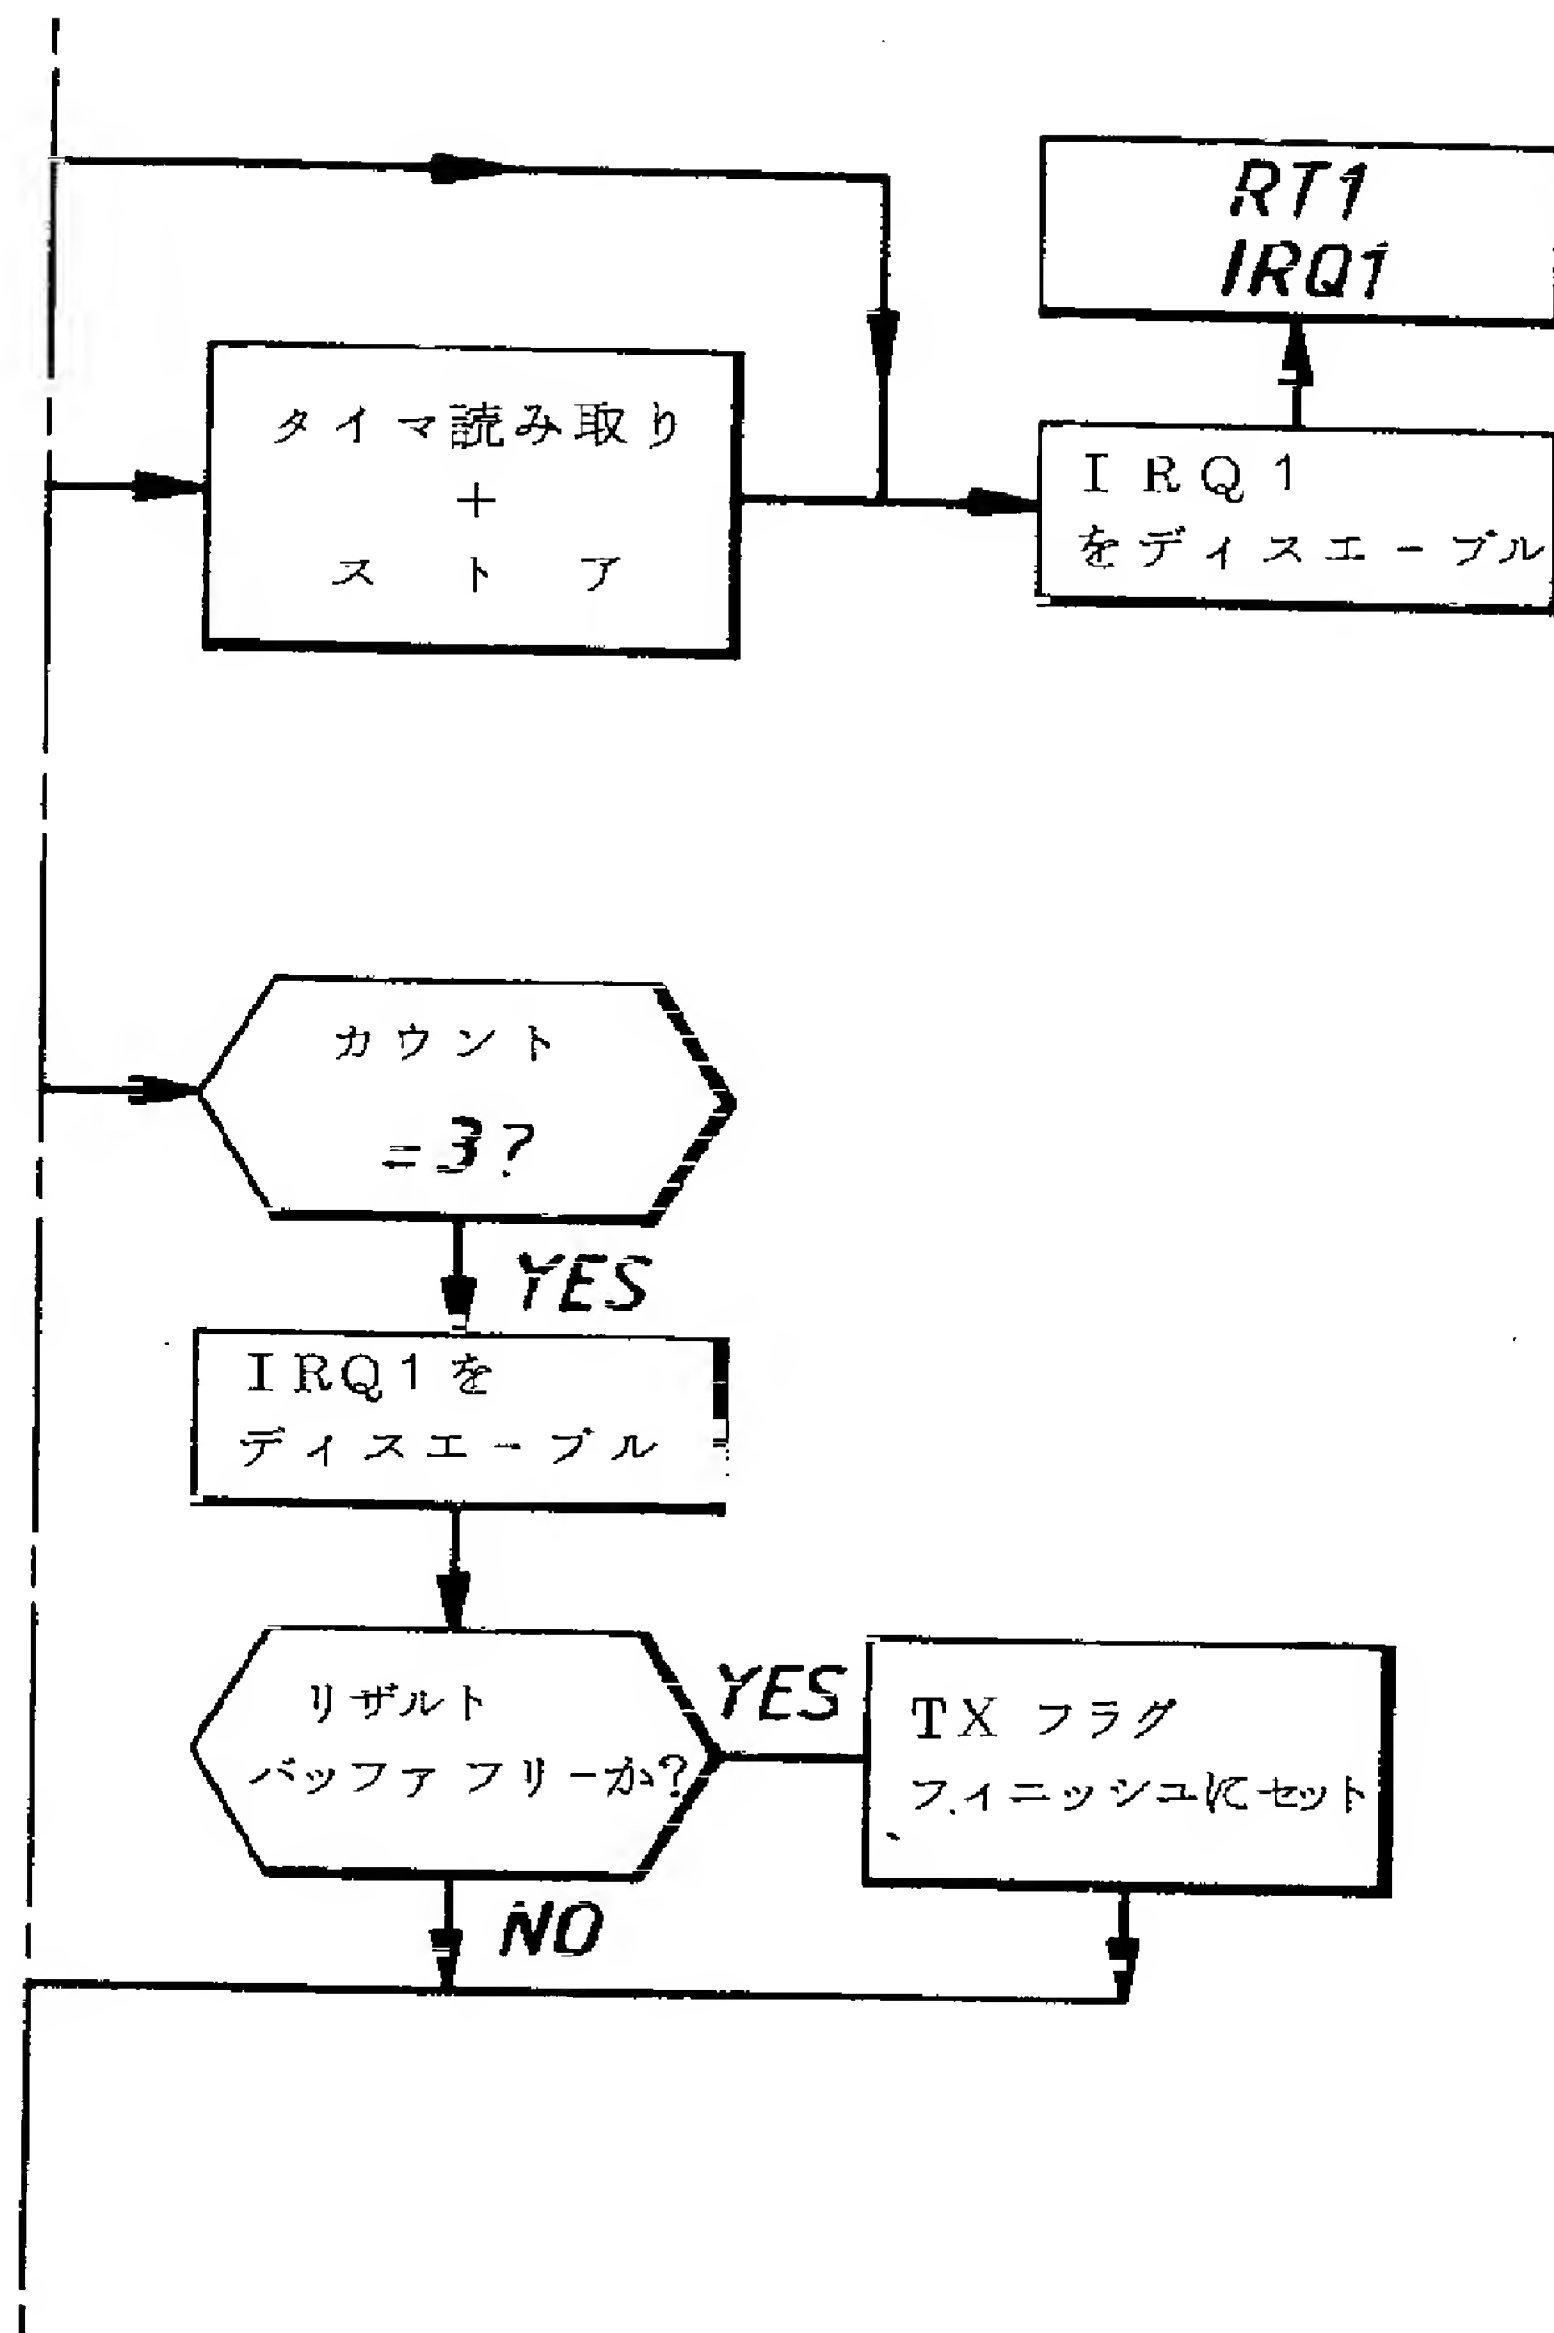 RT1
IRQ1
タイマ読み取り
+
ストア
IRQ1
をディスエーブル
カウント
=3?
YES
IRQ1を
ディスエーブル
リザルト
バッファフリーか?
YES
TXフラグ
フィニッシュにセット
NO